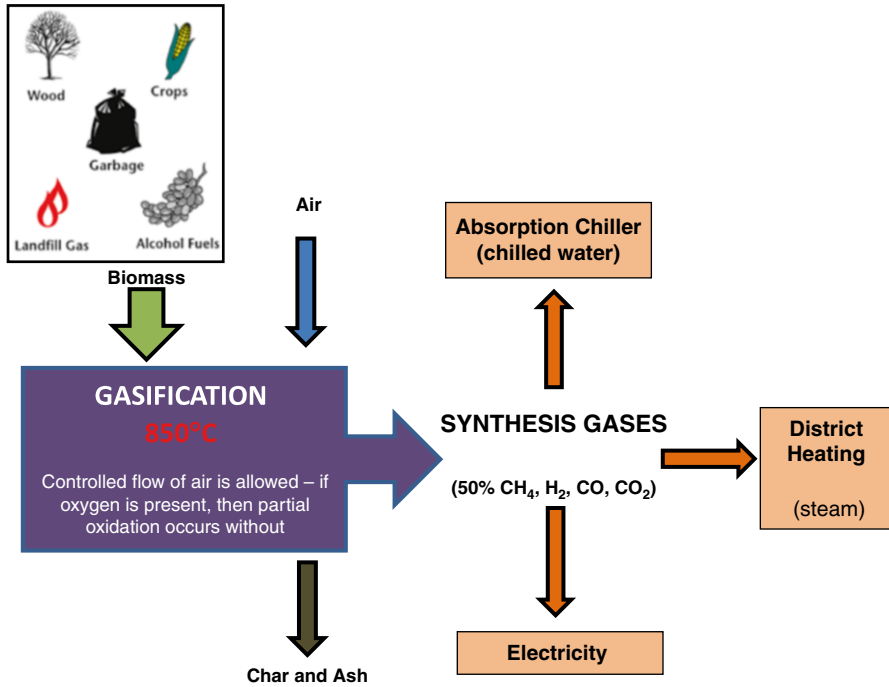 Wood
Crops
Garbage
Landfill Gas
Alcohol Fuels
Biomass
Air
GASIFICATION
850°C
Controlled flow of air is allowed – if
oxygen is present, then partial
oxidation occurs without
Char and Ash
SYNTHESIS GASES
(50% CH₄, H₂, CO, CO₂)
Absorption Chiller
(chilled water)
District
Heating
(steam)
Electricity